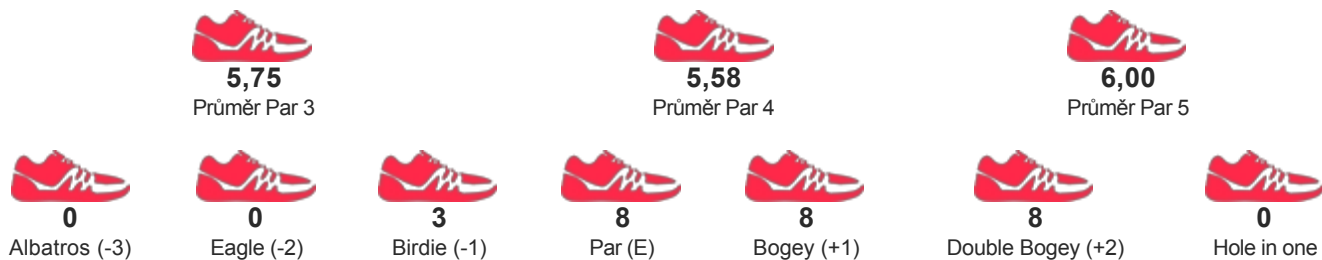 5,75 5,58 6,00
Průměr Par 3 Průměr Par 4 Průměr Par 5
0 0 3 8 8 8 0
Albatros (-3) Eagle (-2) Birdie (-1) Par (E) Bogey (+1) Double Bogey (+2) Hole in one